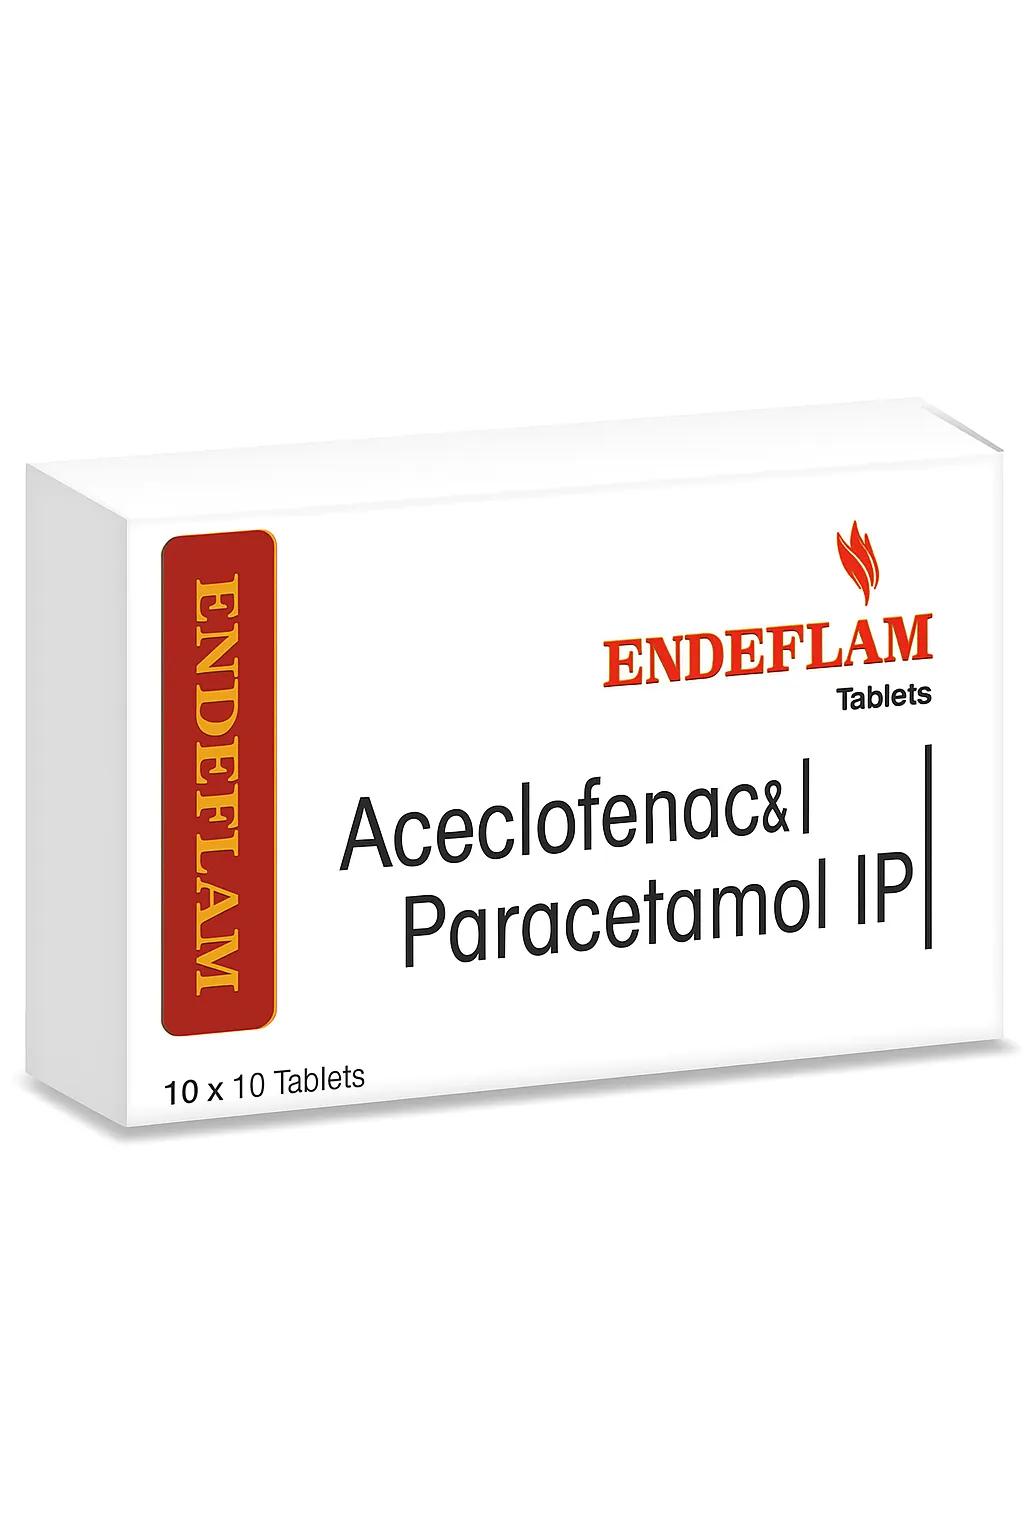 ENDEFLAM
ENDEFLAM
Tablets
Aceclofenac&|
Paracetamol IP|
10 x 10 Tablets